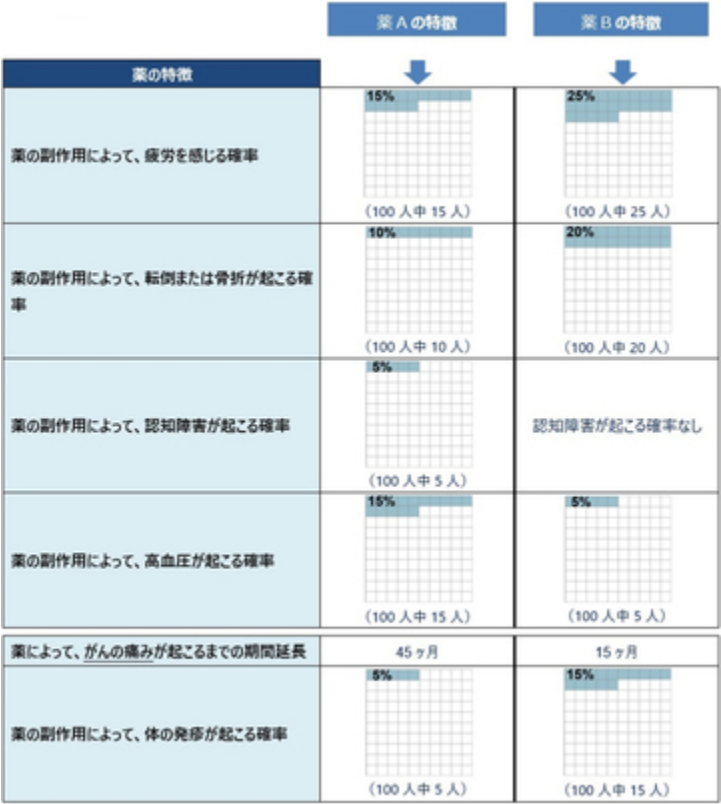 薬Aの特徴
薬Bの特徴
薬の特徴
薬の副作用によって、疲労を感じる確率
15%
(100人中15人)
25%
(100人中25人)
薬の副作用によって、転倒または骨折が起こる確
率
10%
(100人中10人)
20%
(100人中20人)
薬の副作用によって、認知障害が起こる確率
5%
(100人中5人)
認知障害が起こる確率なし
薬の副作用によって、高血圧が起こる確率
15%
(100人中15人)
5%
(100人中5人)
薬によって、がんの痛みが起こるまでの期間延長
45ヶ月
15ヶ月
薬の副作用によって、体の発疹が起こる確率
5%
(100人中5人)
15%
(100人中15人)